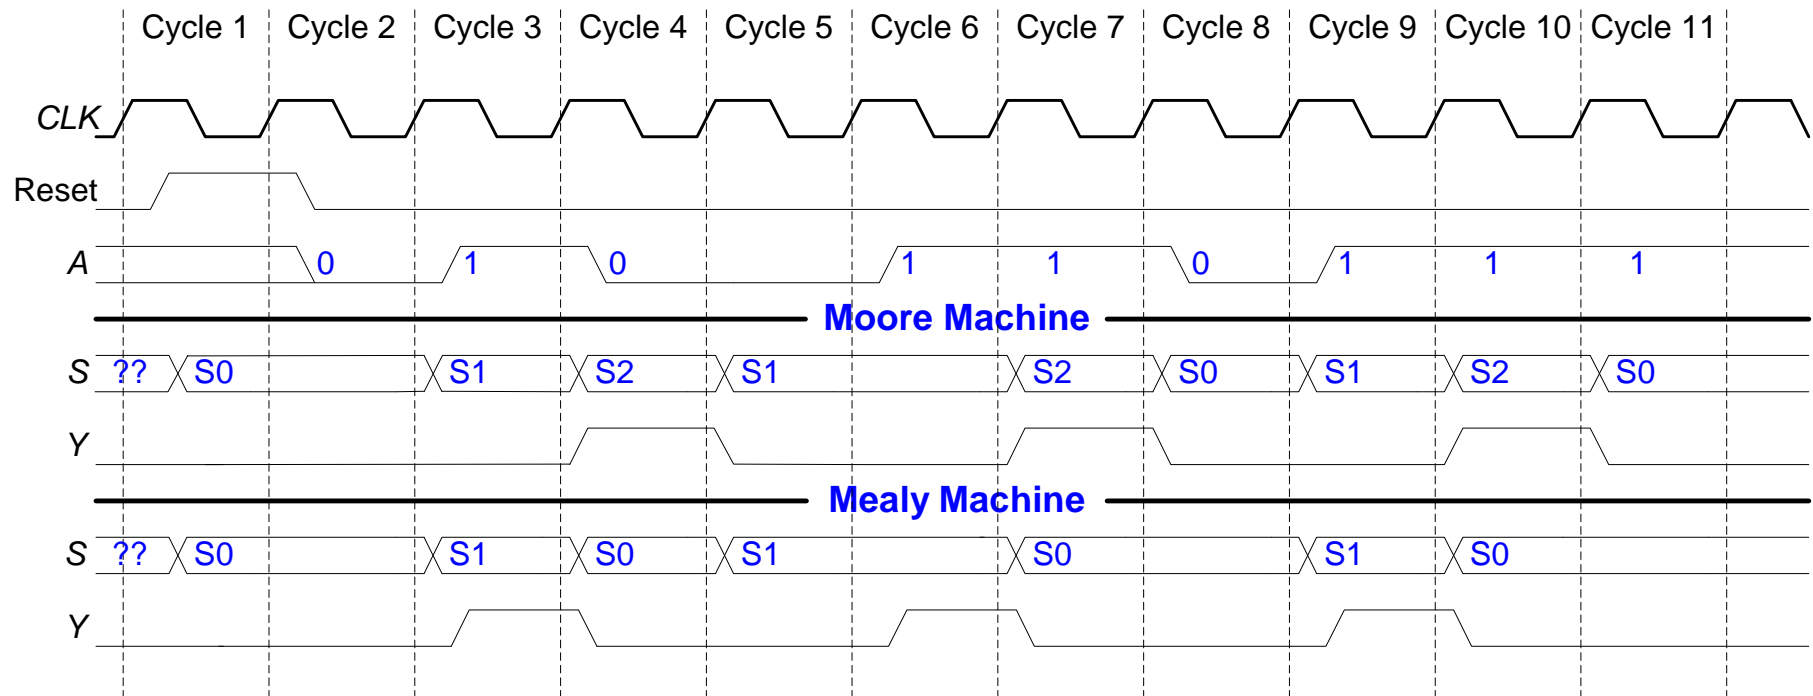 Cycle 1 Cycle 2 Cycle 3 Cycle 4 Cycle 5 Cycle 6 Cycle 7 Cycle 8 Cycle 9 Cycle 10 Cycle 11
CLK
Reset
A 0 1 0 1 1 0 1 1 1
Moore Machine
S ?? S0 S1 S2 S1 S2 S0 S1 S2 S0
Y
Mealy Machine
S ?? S0 S1 S0 S1 S0 S1 S0
Y